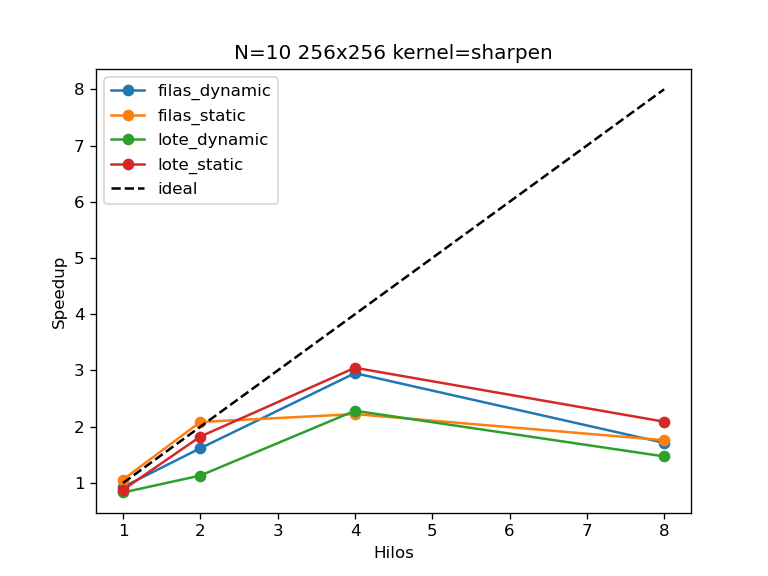 N=10 256x256 kernel=sharpen
filas_dynamic
filas_static
lote_dynamic
lote_static
ideal
8
7
6
5
4
3
2
1
Speedup
1 2 3 4 5 6 7 8
Hilos